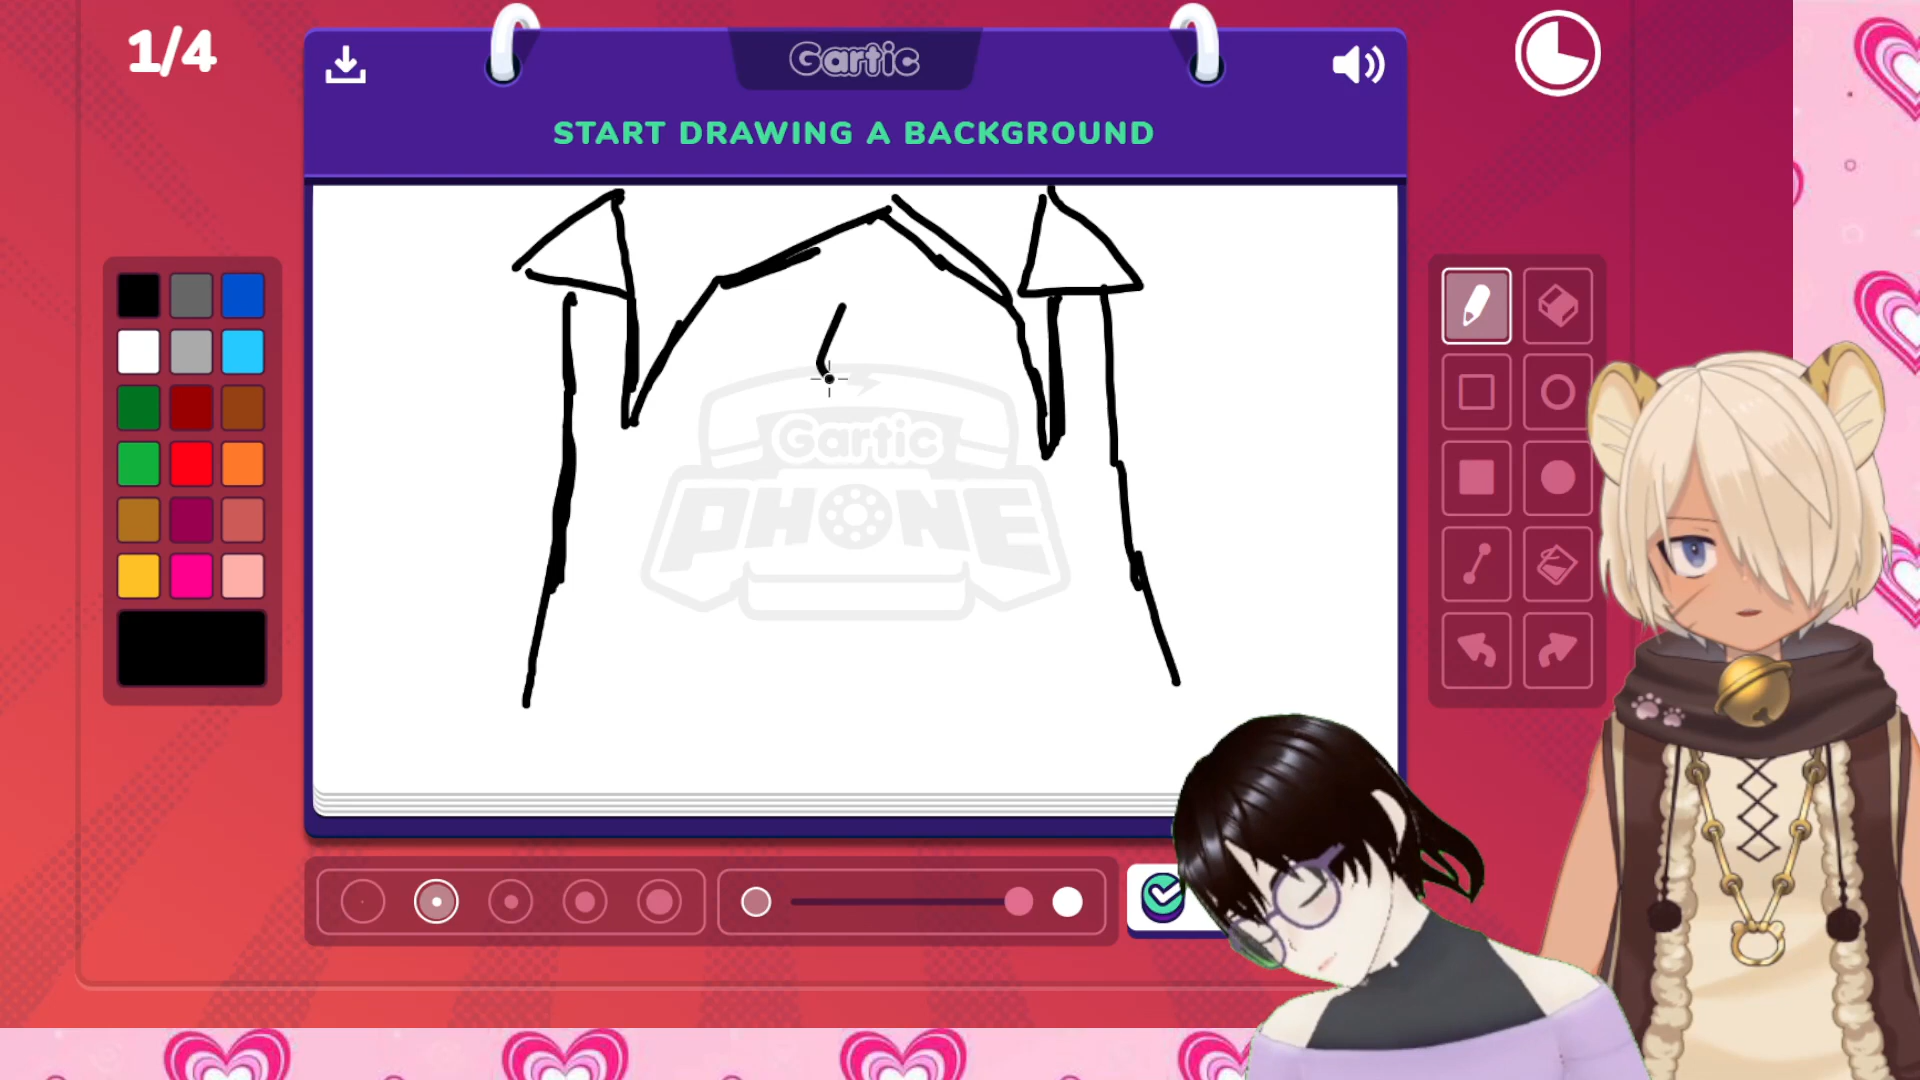 1/4
Gartic
START DRAWING A BACKGROUND
Gartic
PHONE